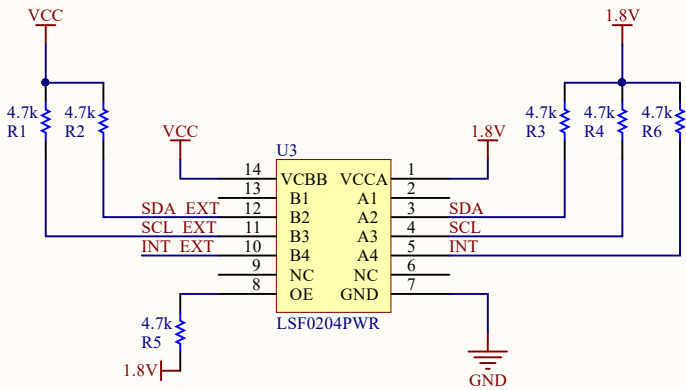 VCC
1.8V
4.7k
R1
4.7k
R2
VCC
U3
1.8V
4.7k
R3
4.7k
R4
4.7k
R6
14 VCBB VCCA 1
13 B1 A1 2
SDA_EXT 12 B2 A2 3 SDA
SCL_EXT 11 B3 A3 4 SCL
INT_EXT 10 B4 A4 5 INT
9 NC NC 6
8 OE GND 7
4.7k
R5
LSF0204PWR
1.8V
GND